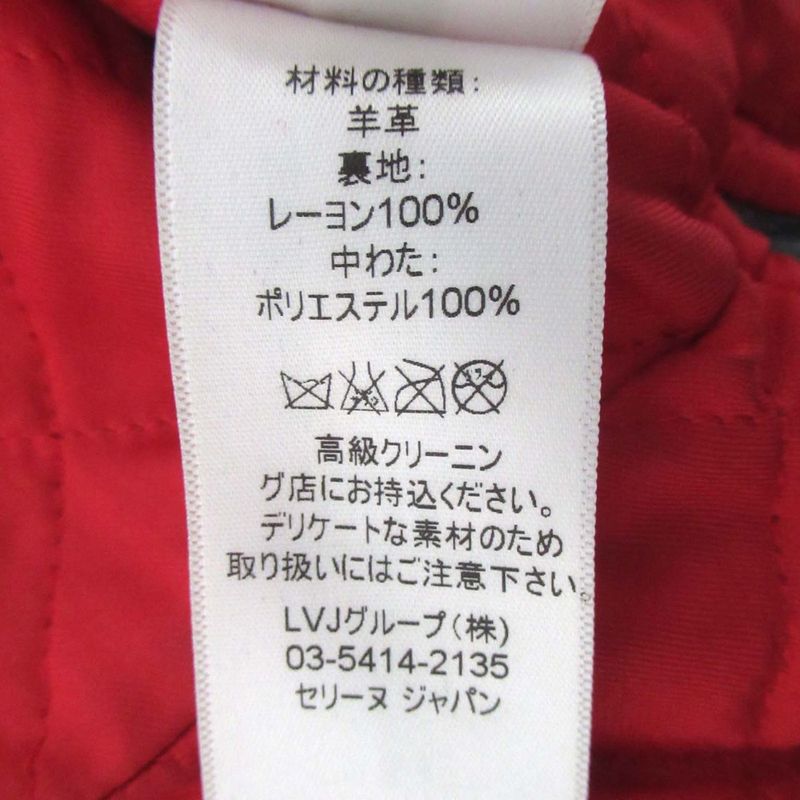 材料の種類:
羊革
裏地:
レーヨン100%
中わた:
ポリエステル100%
高級クリーニン
グ店にお持込ください。
デリケートな素材のため
取り扱いにはご注意下さい。
LVJグループ(株)
03-5414-2135
セリーヌ ジャパン